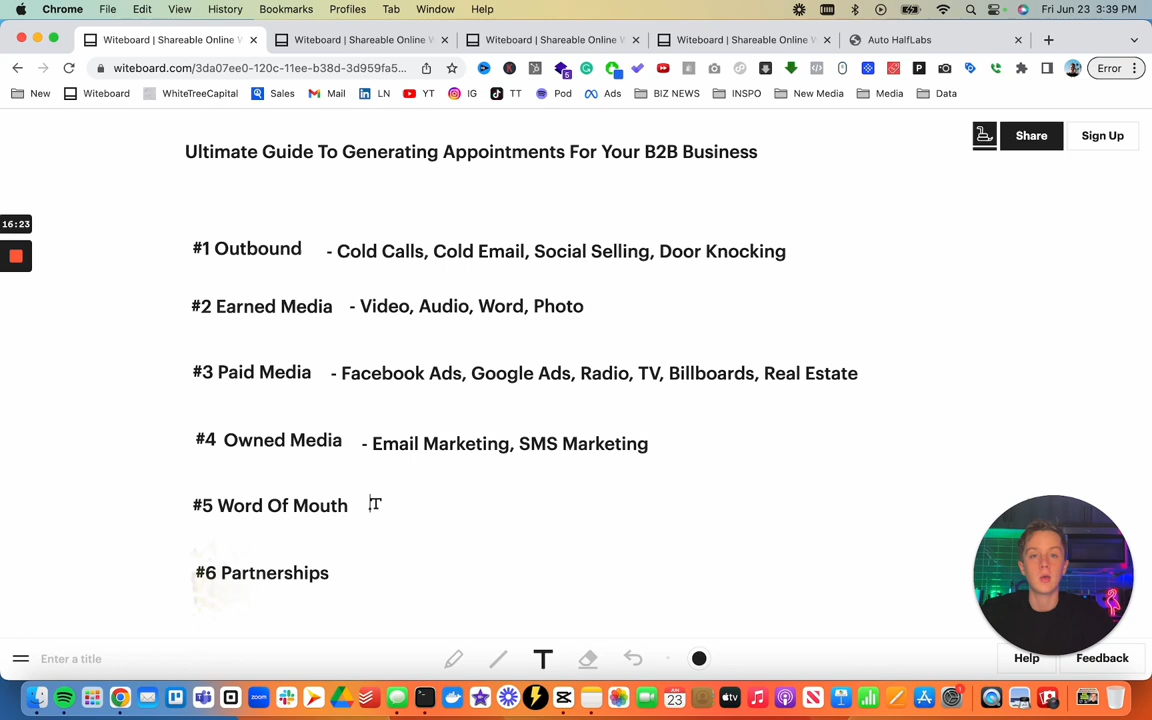 Chrome File Edit View History Bookmarks Profiles Tab Window Help Fri Jun 23 3:39 PM
Witeboard | Shareable Online W Witeboard | Shareable Online W Witeboard | Shareable Online W Witeboard | Shareable Online W Auto HalfLabs
witeboard.com/3da07ee0-120c-11ee-b38d-3d959fa5... Error
New Witeboard WhiteTreeCapital Sales Mail LN YT IG TT Pod Ads BIZ NEWS INSPO New Media Media Data
Share Sign Up
Ultimate Guide To Generating Appointments For Your B2B Business
16:23
#1 Outbound - Cold Calls, Cold Email, Social Selling, Door Knocking
#2 Earned Media - Video, Audio, Word, Photo
#3 Paid Media - Facebook Ads, Google Ads, Radio, TV, Billboards, Real Estate
#4 Owned Media - Email Marketing, SMS Marketing
#5 Word Of Mouth
#6 Partnerships
Enter a title T Help Feedback
zoom JUN 23 tv